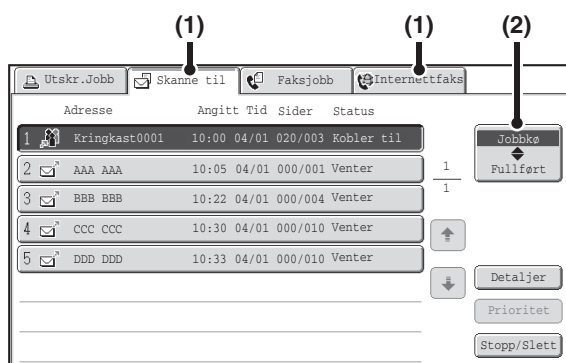 (1) (1) (2)
Utskr.Jobb Skanne til Faksjobb Internettfaks
Adresse Angitt Tid Sider Status
1 Kringkast0001 10:00 04/01 020/003 Kobler til
2 AAA AAA 10:05 04/01 000/001 Venter
3 BBB BBB 10:22 04/01 000/004 Venter
4 CCC CCC 10:30 04/01 000/010 Venter
5 DDD DDD 10:33 04/01 000/010 Venter
1
1
Jobbkø
Fullført
Detaljer
Prioritet
Stopp/Slett